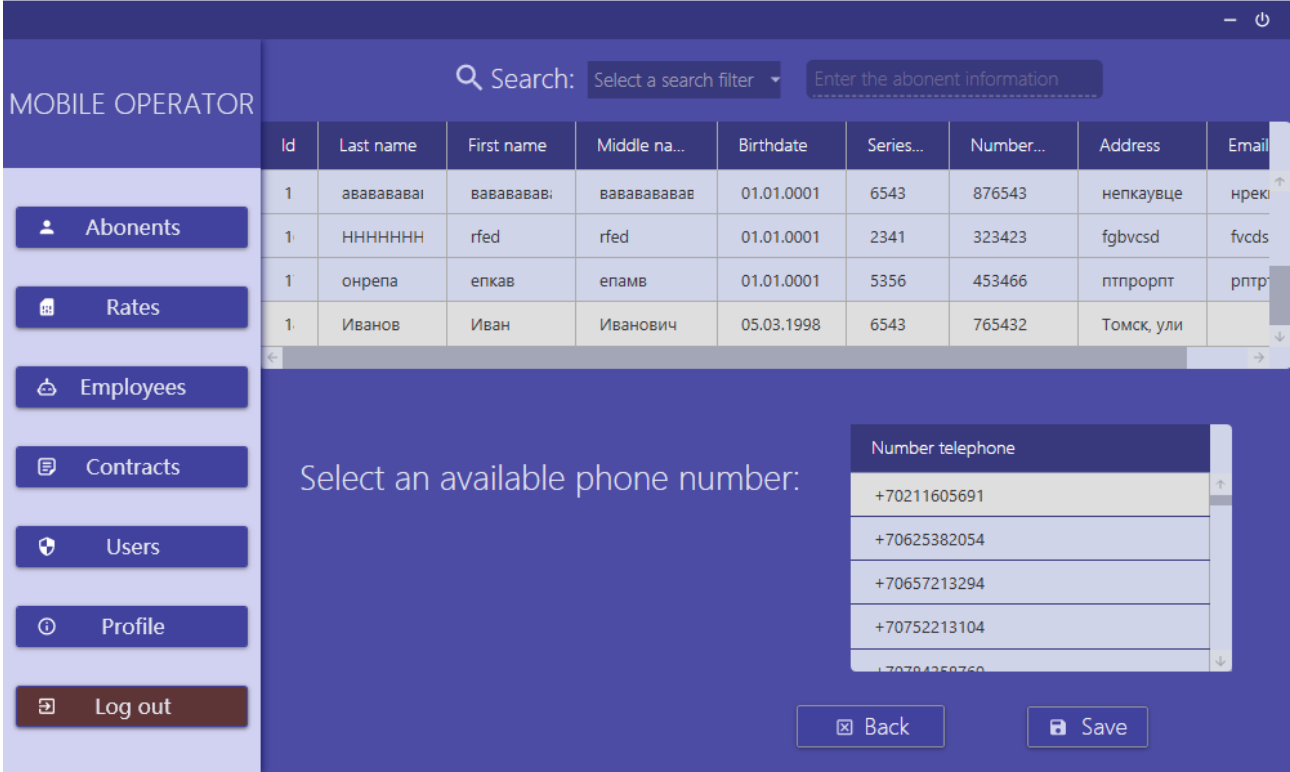 MOBILE OPERATOR
Search: Select a search filter Enter the abonent information
Id Last name First name Middle na... Birthdate Series... Number... Address Email
01.01.0001 6543 876543 непкаувце
rfed rfed 01.01.0001 2341 323423 fgbvcsd fvcds
онрепа епкав епамв 01.01.0001 5356 453466 птпрорпт
Иванов Иван Иванович 05.03.1998 6543 765432 Томск, ули
Abonents
Rates
Employees
Contracts
Users
Profile
Log out
Select an available phone number:
Number telephone
+70211605691
+70625382054
+70657213294
+70752213104
Back Save